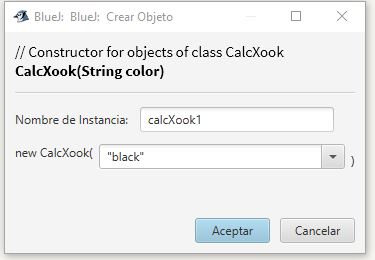 BlueJ: BlueJ: Crear Objeto
// Constructor for objects of class CalcXook
CalcXook(String color)
Nombre de Instancia: calcXook1
new CalcXook( "black" )
Aceptar Cancelar